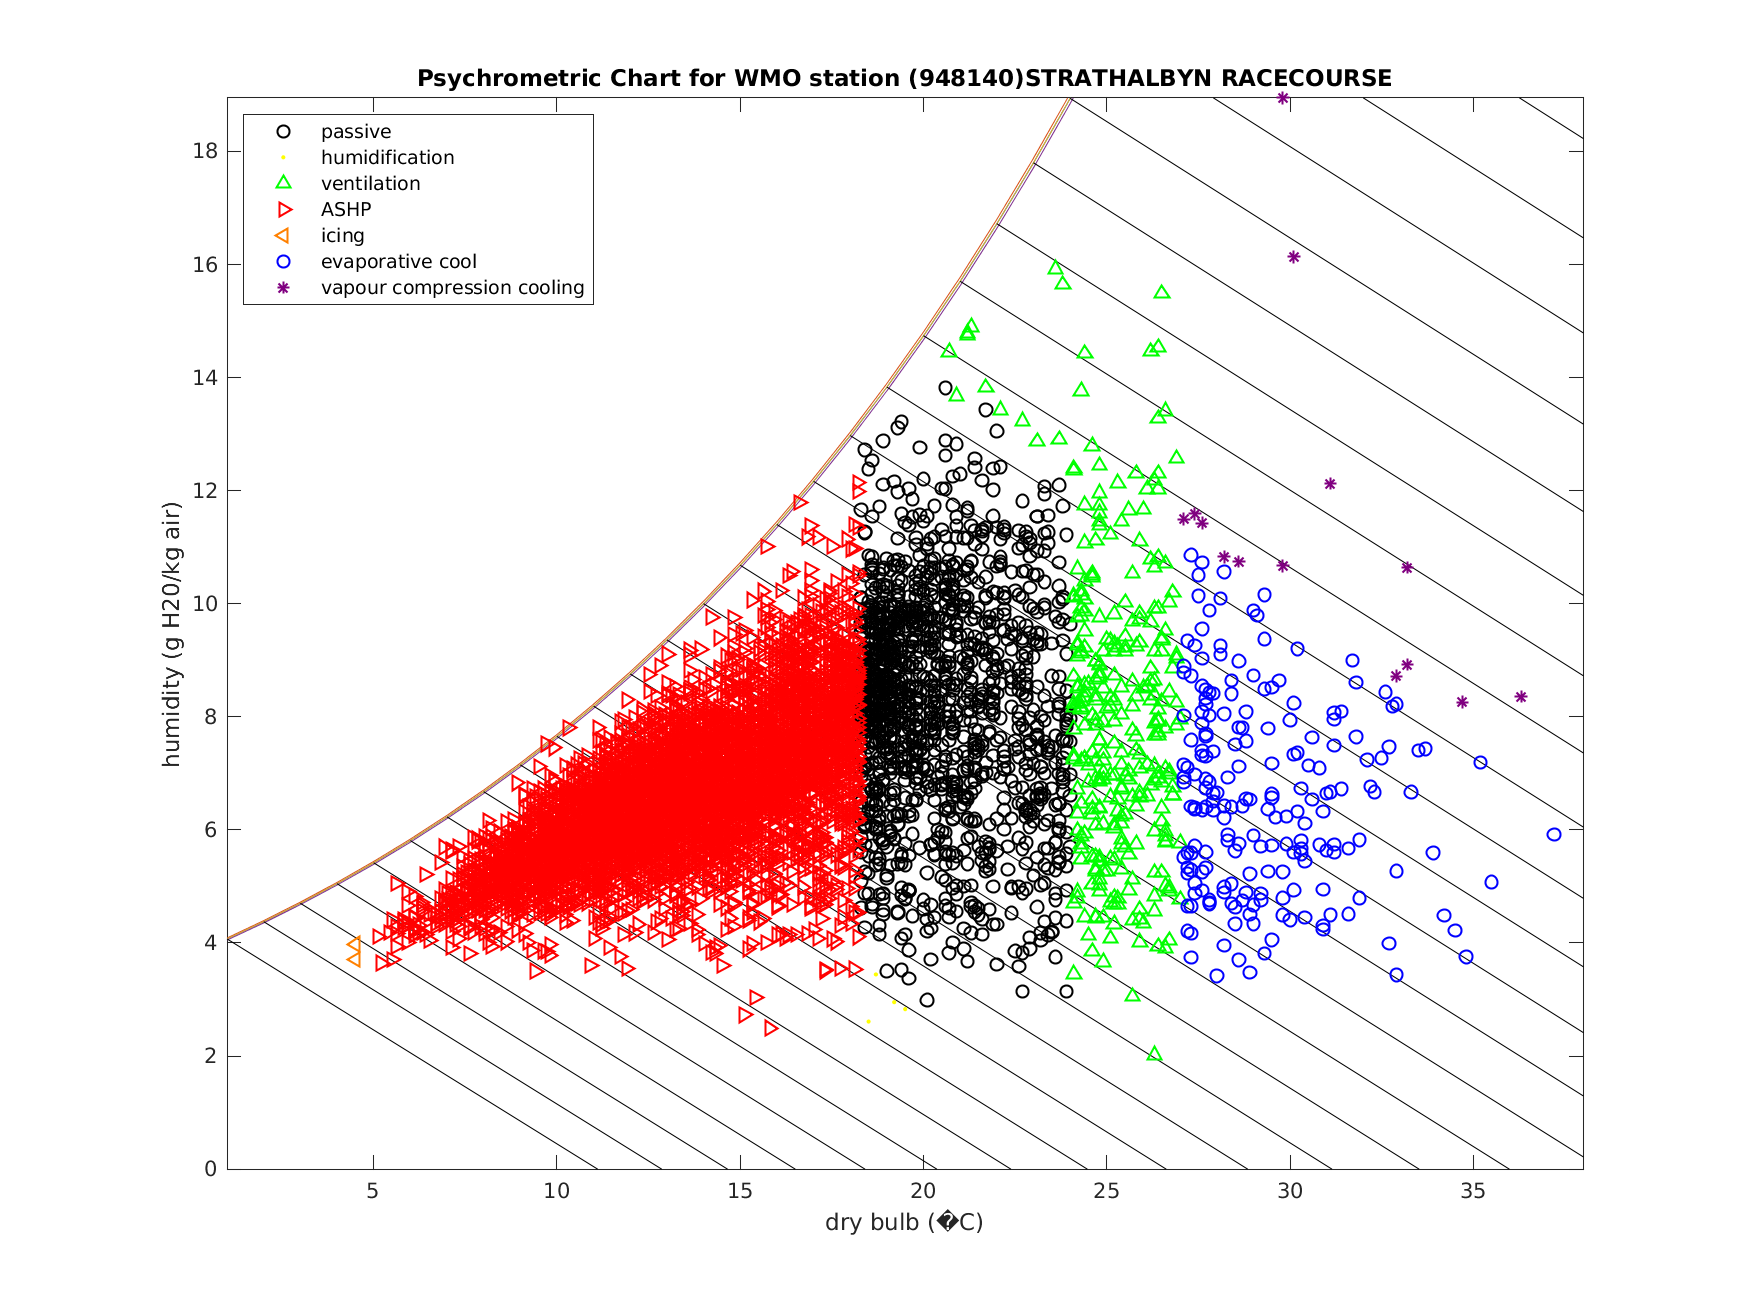 Psychrometric Chart for WMO station (948140)STRATHALBYN RACECOURSE
passive
humidification
ventilation
ASHP
icing
evaporative cool
vapour compression cooling
humidity (g H20/kg air)
18
16
14
12
10
8
6
4
2
0
5 10 15 20 25 30 35
dry bulb (�C)